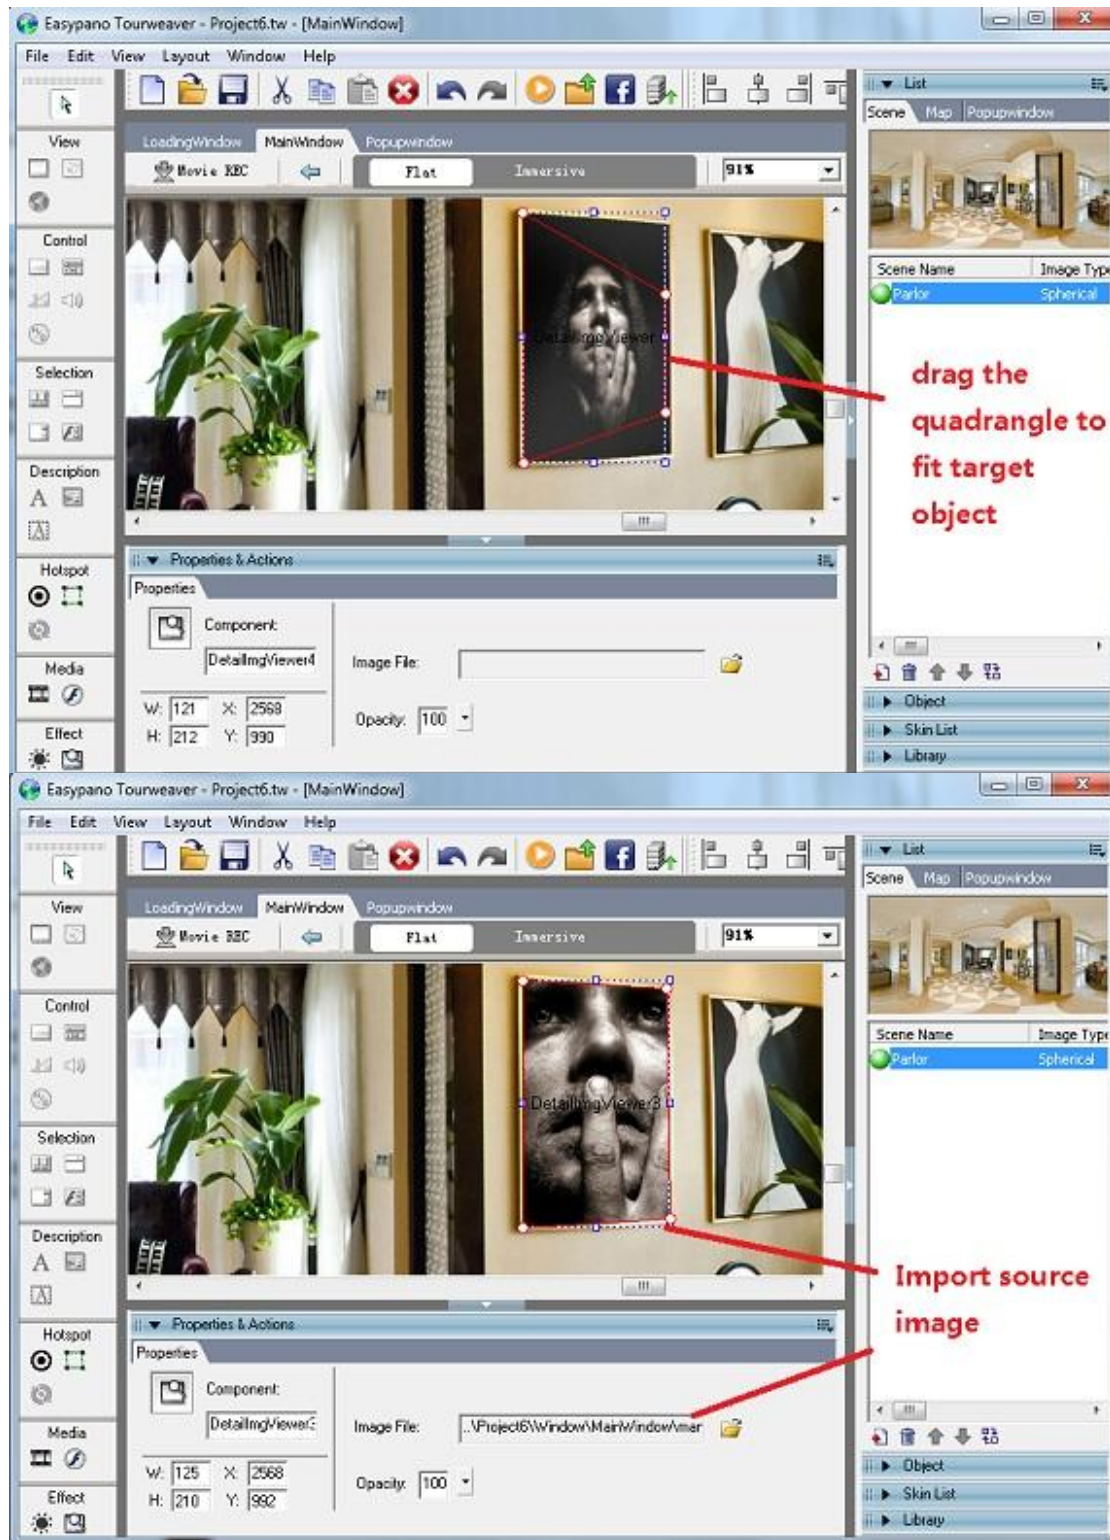 Easypano Tourweaver - Project6.tw - [MainWindow]
File Edit View Layout Window Help
List
Scene Map Popupwindow
View
LoadingWindow MainWindow Popupwindow
Movie REC Flat Immersive 91%
Control
Scene Name Image Type
Parlor Spherical
DetailImgViewer
Selection
drag the
quadrangle to
fit target
object
Description
Hotspot
Properties & Actions
Properties
Component:
DetailImgViewer4
Image File:
Media
W: 121 X: 2568
Opacity: 100
H: 212 Y: 990
Effect
Object
Skin List
Library
Easypano Tourweaver - Project6.tw - [MainWindow]
File Edit View Layout Window Help
List
Scene Map Popupwindow
View
LoadingWindow MainWindow Popupwindow
Movie REC Flat Immersive 91%
Control
Scene Name Image Type
Parlor Spherical
DetailImgViewer3
Selection
Description
Import source
image
Hotspot
Properties & Actions
Properties
Component:
DetailImgViewer3
Image File: ..\Project6\Window\MainWindow\mar
Media
W: 125 X: 2568
Opacity: 100
H: 210 Y: 992
Effect
Object
Skin List
Library